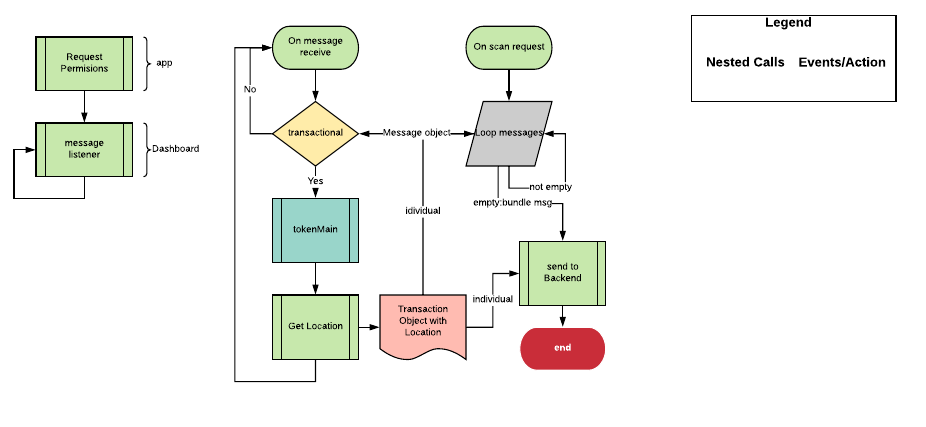 Request
Permisions
app
message
listener
Dashboard
On message
receive
No
transactional
Yes
tokenMain
Get Location
Message object
idividual
Transaction
Object with
Location
individual
On scan request
Loop messages
not empty
empty:bundle msg
send to
Backend
end
Legend
Nested Calls
Events/Action